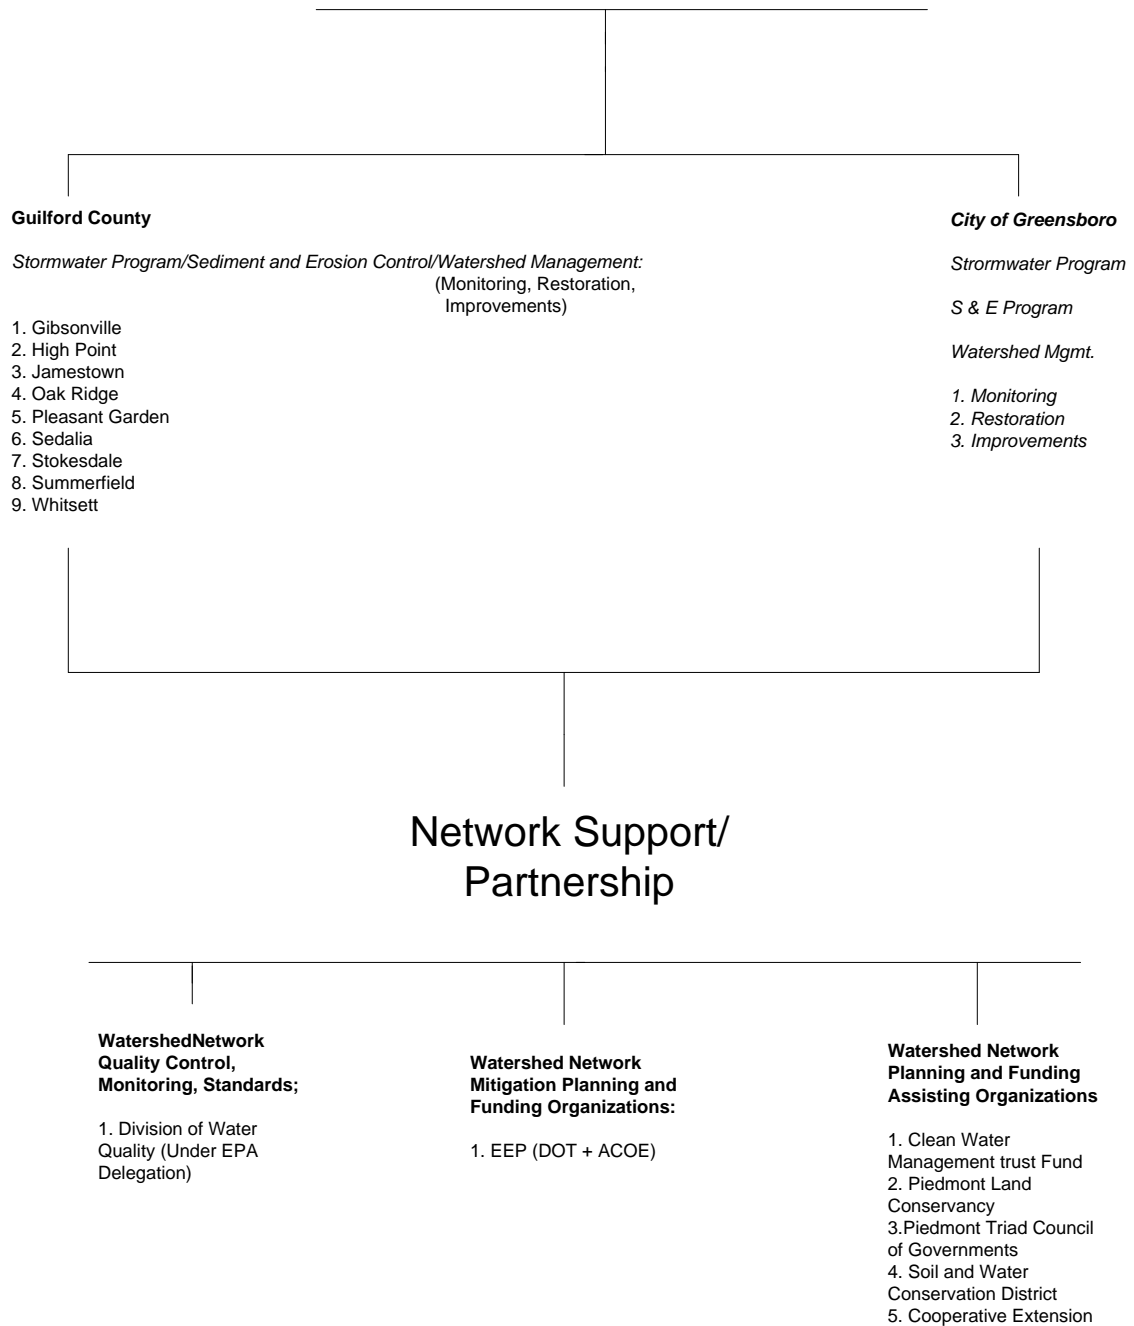 Guilford County
Stormwater Program/Sediment and Erosion Control/Watershed Management:
(Monitoring, Restoration,
Improvements)
1. Gibsonville
2. High Point
3. Jamestown
4. Oak Ridge
5. Pleasant Garden
6. Sedalia
7. Stokesdale
8. Summerfield
9. Whitsett
City of Greensboro
Strormwater Program
S & E Program
Watershed Mgmt.
1. Monitoring
2. Restoration
3. Improvements
Network Support/
Partnership
WatershedNetwork
Quality Control,
Monitoring, Standards;
1. Division of Water
Quality (Under EPA
Delegation)
Watershed Network
Mitigation Planning and
Funding Organizations:
1. EEP (DOT + ACOE)
Watershed Network
Planning and Funding
Assisting Organizations
1. Clean Water
Management trust Fund
2. Piedmont Land
Conservancy
3.Piedmont Triad Council
of Governments
4. Soil and Water
Conservation District
5. Cooperative Extension